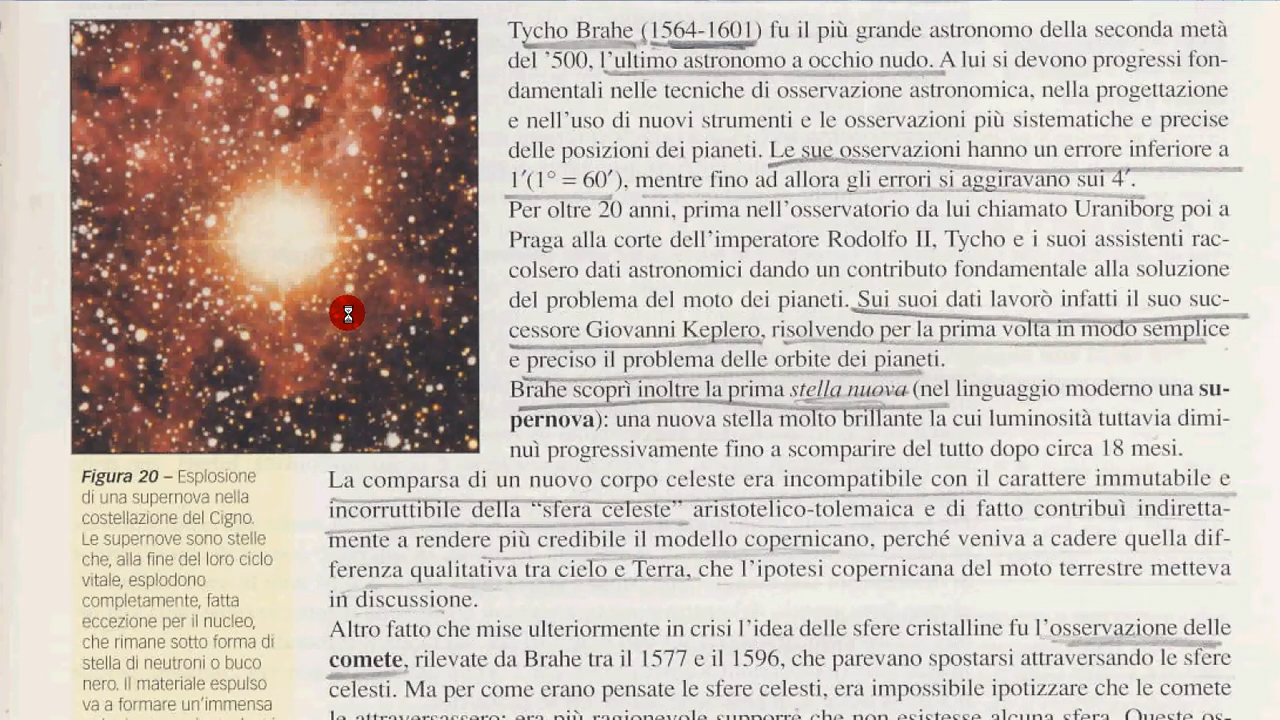 Tycho Brahe (1564-1601) fu il più grande astronomo della seconda metà
del ’500, l’ultimo astronomo a occhio nudo. A lui si devono progressi fon-
damentali nelle tecniche di osservazione astronomica, nella progettazione
e nell’uso di nuovi strumenti e le osservazioni più sistematiche e precise
delle posizioni dei pianeti. Le sue osservazioni hanno un errore inferiore a
1′(1° = 60′), mentre fino ad allora gli errori si aggiravano sui 4′.
Per oltre 20 anni, prima nell’osservatorio da lui chiamato Uraniborg poi a
Praga alla corte dell’imperatore Rodolfo II, Tycho e i suoi assistenti rac-
colsero dati astronomici dando un contributo fondamentale alla soluzione
del problema del moto dei pianeti. Sui suoi dati lavorò infatti il suo suc-
cessore Giovanni Keplero, risolvendo per la prima volta in modo semplice
e preciso il problema delle orbite dei pianeti.
Brahe scoprì inoltre la prima stella nuova (nel linguaggio moderno una su-
pernova): una nuova stella molto brillante la cui luminosità tuttavia dimi-
nuì progressivamente fino a scomparire del tutto dopo circa 18 mesi.
La comparsa di un nuovo corpo celeste era incompatibile con il carattere immutabile e
incorruttibile della “sfera celeste” aristotelico-tolemaica e di fatto contribuì indiretta-
mente a rendere più credibile il modello copernicano, perché veniva a cadere quella dif-
ferenza qualitativa tra cielo e Terra, che l’ipotesi copernicana del moto terrestre metteva
in discussione.
Altro fatto che mise ulteriormente in crisi l’idea delle sfere cristalline fu l’osservazione delle
comete, rilevate da Brahe tra il 1577 e il 1596, che parevano spostarsi attraversando le sfere
celesti. Ma per come erano pensate le sfere celesti, era impossibile ipotizzare che le comete
le attraversassero: era più ragionevole supporre che non esistesse alcuna sfera. Queste os-
Figura 20 – Esplosione
di una supernova nella
costellazione del Cigno.
Le supernove sono stelle
che, alla fine del loro ciclo
vitale, esplodono
completamente, fatta
eccezione per il nucleo,
che rimane sotto forma di
stella di neutroni o buco
nero. Il materiale espulso
va a formare un’immensa